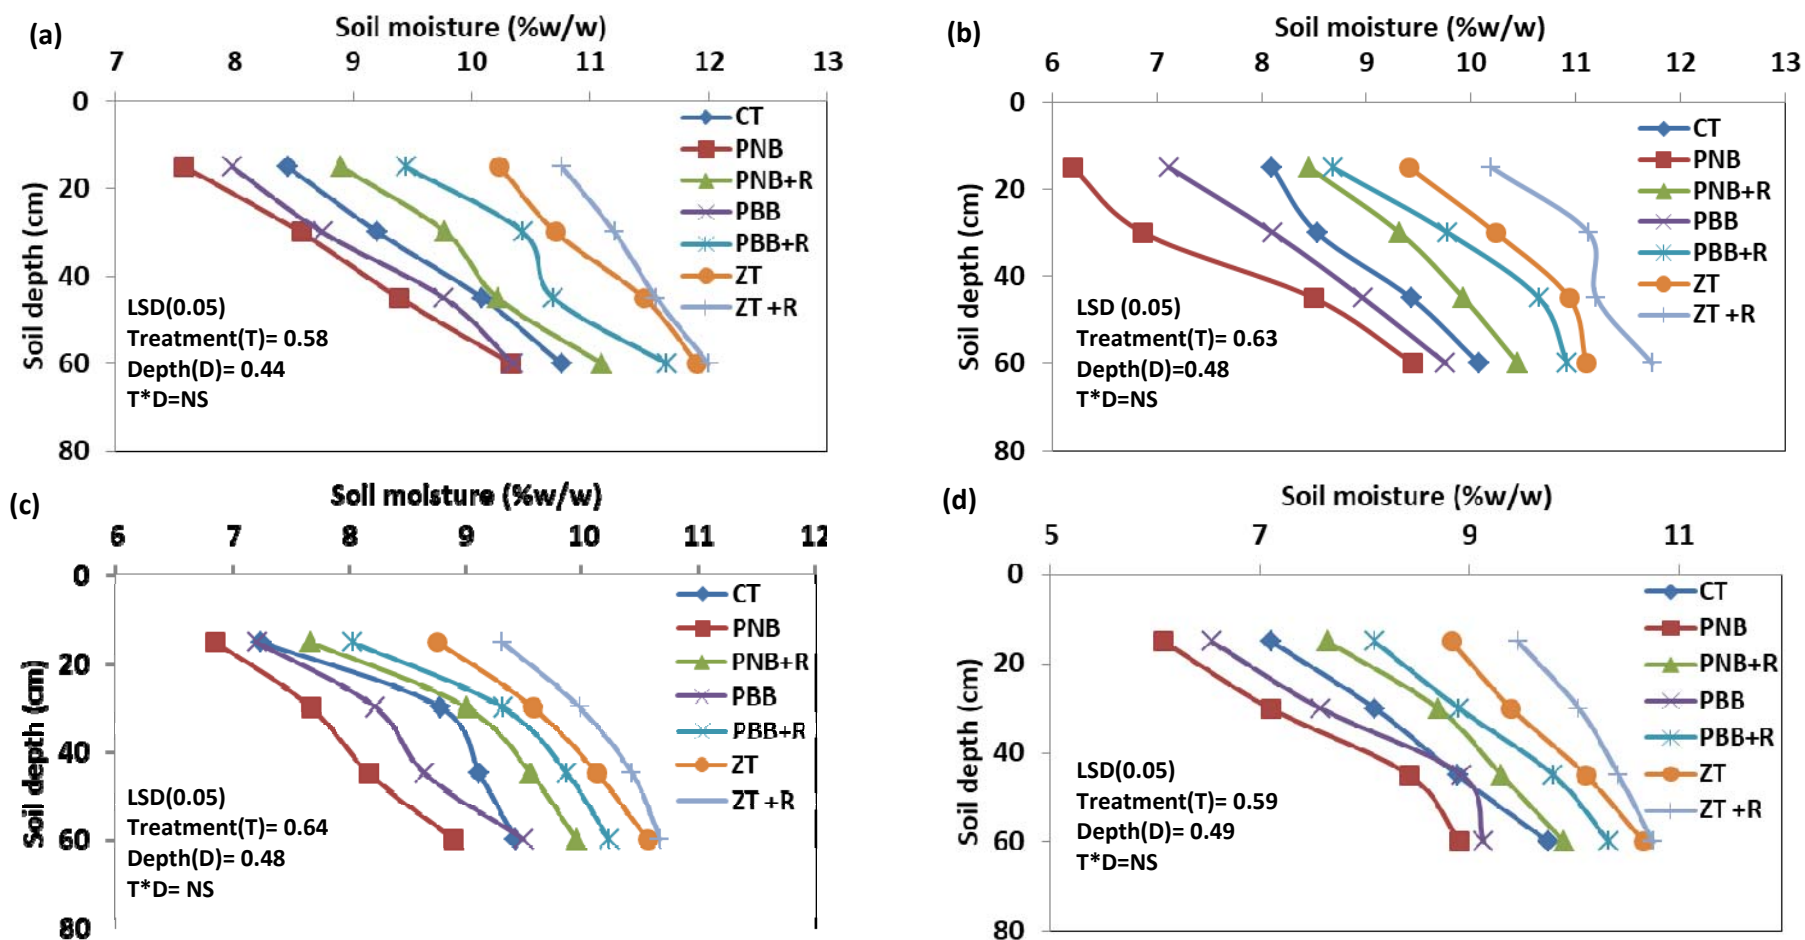 (a)
Soil moisture (%w/w)
7 8 9 10 11 12 13
Soil depth (cm)
0
20
40
60
80
CT
PNB
PNB+R
PBB
PBB+R
ZT
ZT +R
LSD(0.05)
Treatment(T)= 0.58
Depth(D)= 0.44
T*D=NS
(b)
Soil moisture (%w/w)
6 7 8 9 10 11 12 13
Soil depth (cm)
0
20
40
60
80
CT
PNB
PNB+R
PBB
PBB+R
ZT
ZT +R
LSD (0.05)
Treatment(T)= 0.63
Depth(D)=0.48
T*D=NS
(c)
Soil moisture (%w/w)
6 7 8 9 10 11 12
Soil depth (cm)
0
20
40
60
80
CT
PNB
PNB+R
PBB
PBB+R
ZT
ZT +R
LSD(0.05)
Treatment(T)= 0.64
Depth(D)= 0.48
T*D= NS
(d)
Soil moisture (%w/w)
5 7 9 11
Soil depth (cm)
0
20
40
60
80
CT
PNB
PNB+R
PBB
PBB+R
ZT
ZT +R
LSD(0.05)
Treatment(T)= 0.59
Depth(D)= 0.49
T*D=NS